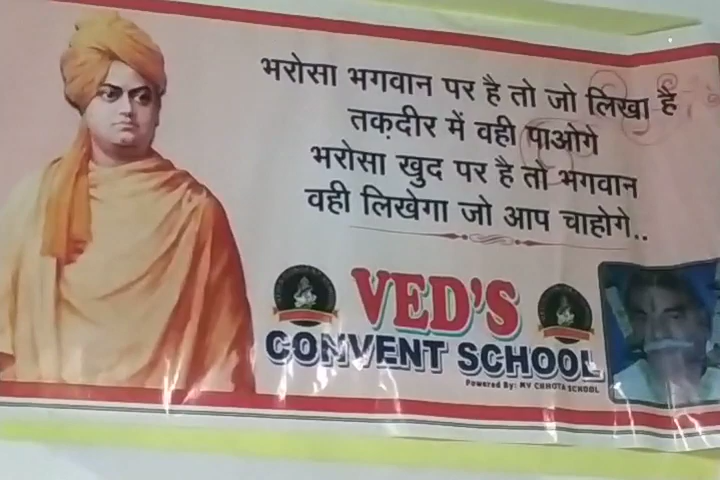 भरोसा भगवान पर है तो जो लिखा है
तक़दीर में वही पाओगे
भरोसा खुद पर है तो भगवान
वही लिखेगा जो आप चाहोगे..
VED'S
CONVENT SCHOOL
Powered By: MV CHHOTA SCHOOL